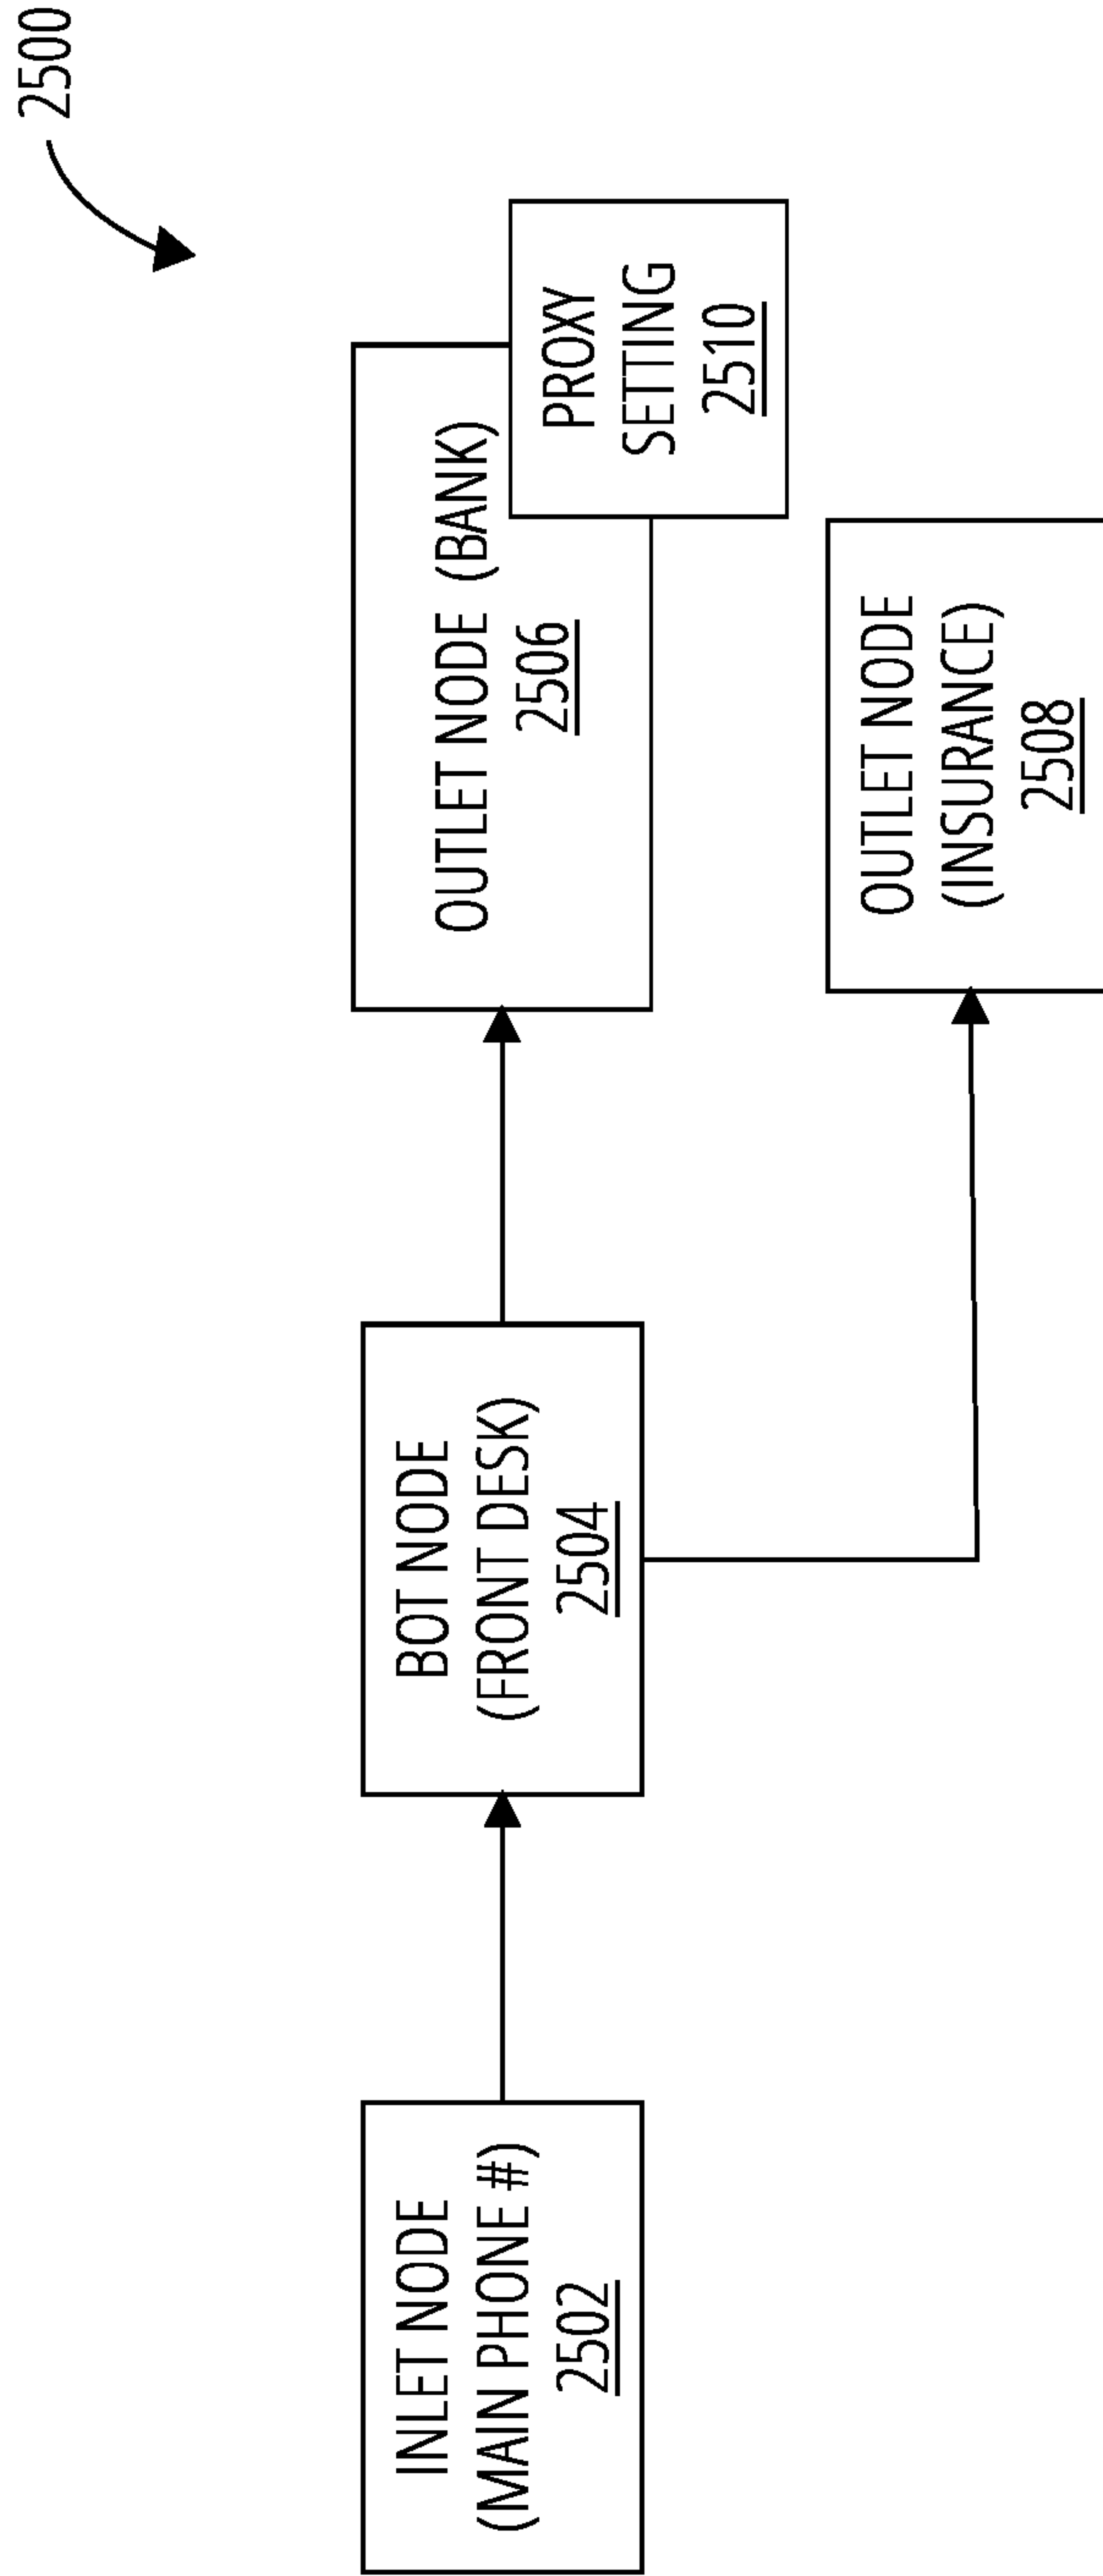 2500
INLET NODE
(MAIN PHONE #)
2502
BOT NODE
(FRONT DESK)
2504
OUTLET NODE (BANK)
2506
PROXY
SETTING
2510
OUTLET NODE
(INSURANCE)
2508